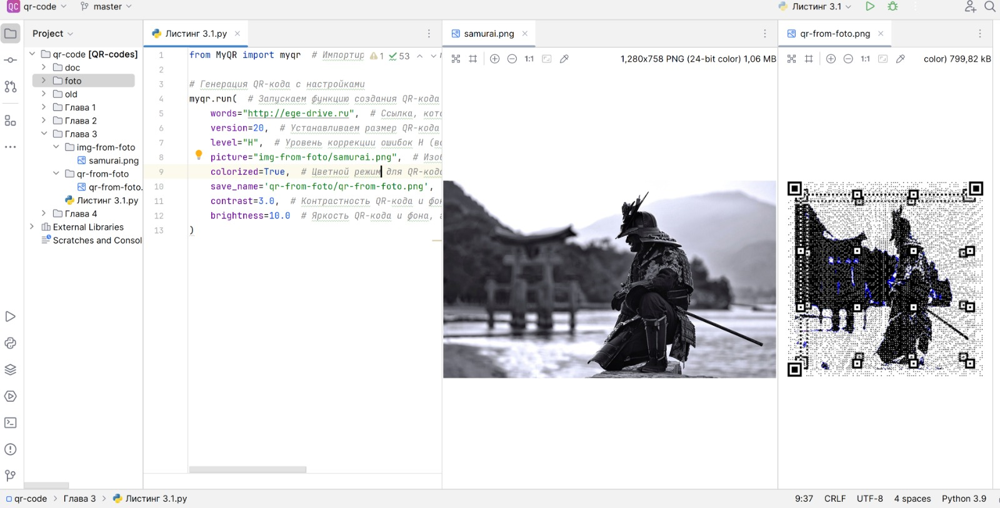 QC qr-code master Листинг 3.1
Project
qr-code [QR-codes]
doc
foto
old
Глава 1
Глава 2
Глава 3
img-from-foto
samurai.png
qr-from-foto
qr-from-foto.
Листинг 3.1.py
Глава 4
External Libraries
Scratches and Consol
Листинг 3.1.py
1 from MyQR import myqr # Импортир 1 53
2
3 # Генерация QR-кода с настройками
4 myqr.run( # Запускаем функцию создания QR-кода
5 words="http://ege-drive.ru", # Ссылка, кото
6 version=20, # Устанавливаем размер QR-кода
7 level="H", # Уровень коррекции ошибок H (вс
8 picture="img-from-foto/samurai.png", # Изоб
9 colorized=True, # Цветной режим для QR-кода
10 save_name='qr-from-foto/qr-from-foto.png',
11 contrast=3.0, # Контрастность QR-кода и фон
12 brightness=10.0 # Яркость QR-кода и фона,
13 )
samurai.png
1:1 1,280x758 PNG (24-bit color) 1,06 MB
qr-from-foto.png
1:1 color) 799,82 kB
qr-code > Глава 3 > Листинг 3.1.py 9:37 CRLF UTF-8 4 spaces Python 3.9